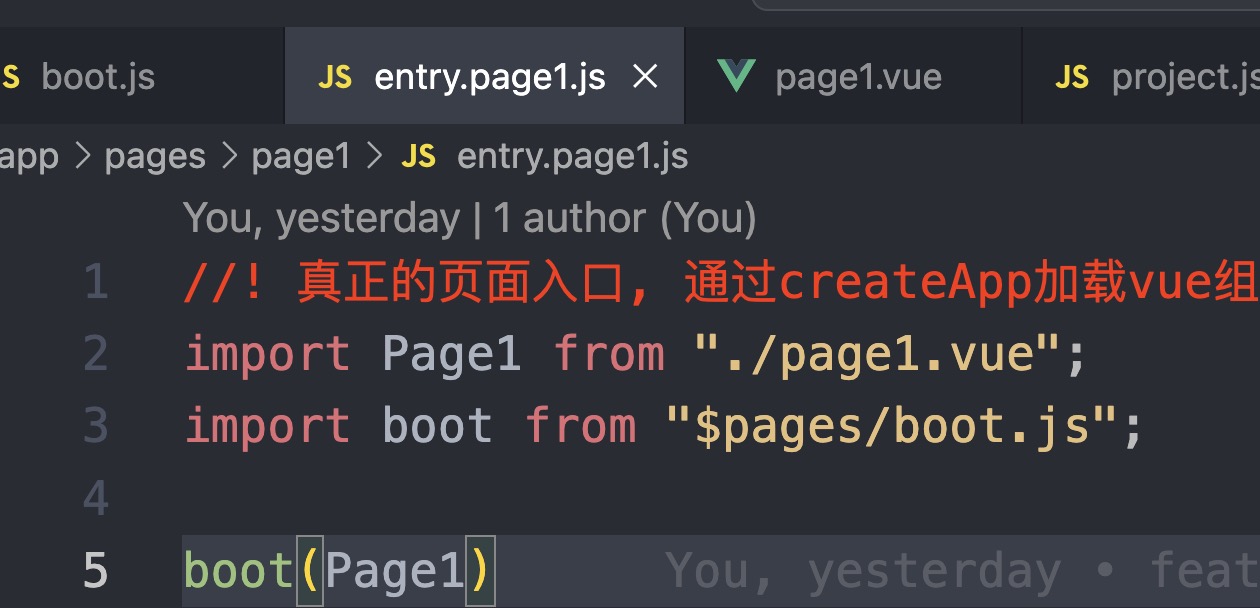 S boot.js JS entry.page1.js × page1.vue JS project.js
app > pages > page1 > JS entry.page1.js
You, yesterday | 1 author (You)
1 //! 真正的页面入口, 通过createApp加载vue组
2 import Page1 from "./page1.vue";
3 import boot from "$pages/boot.js";
4
5 boot(Page1) You, yesterday • feat